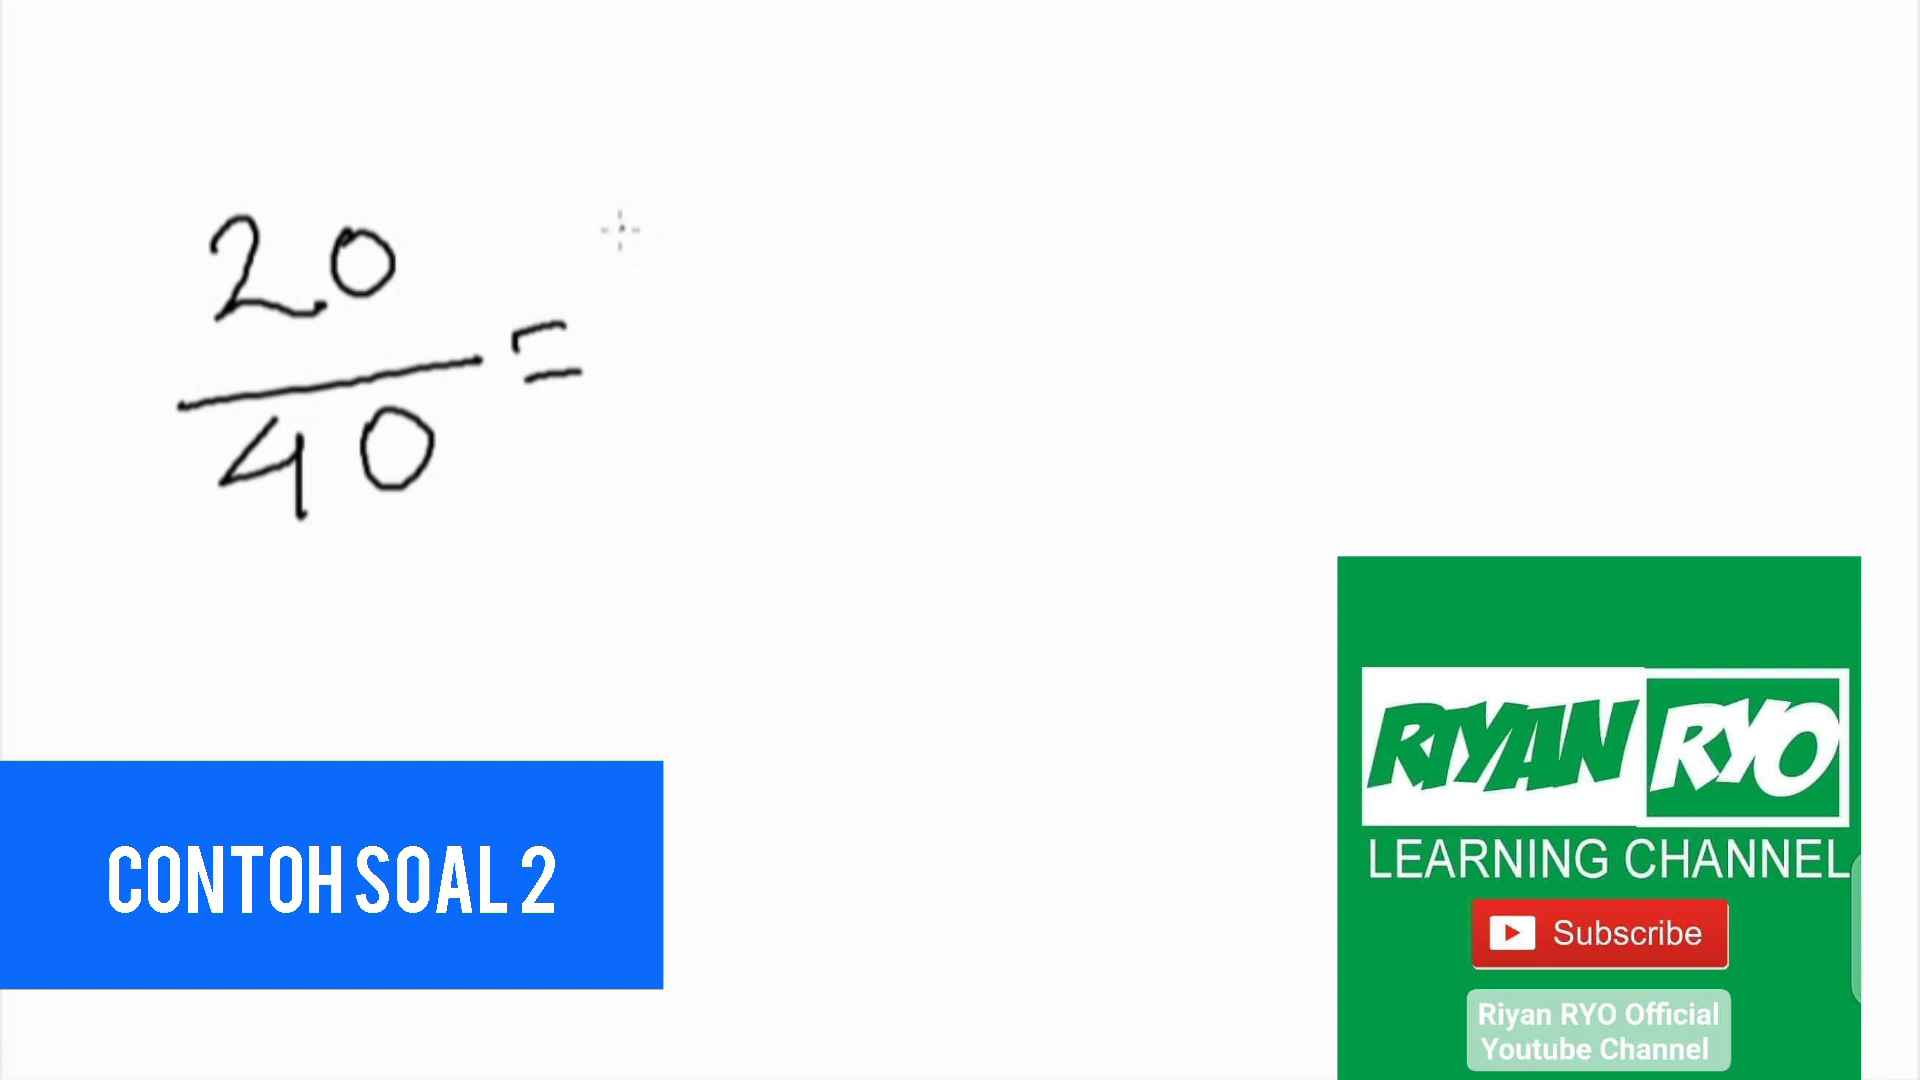 20
=
40
CONTOH SOAL 2
RIYAN RYO
LEARNING CHANNEL
Subscribe
Riyan RYO Official
Youtube Channel